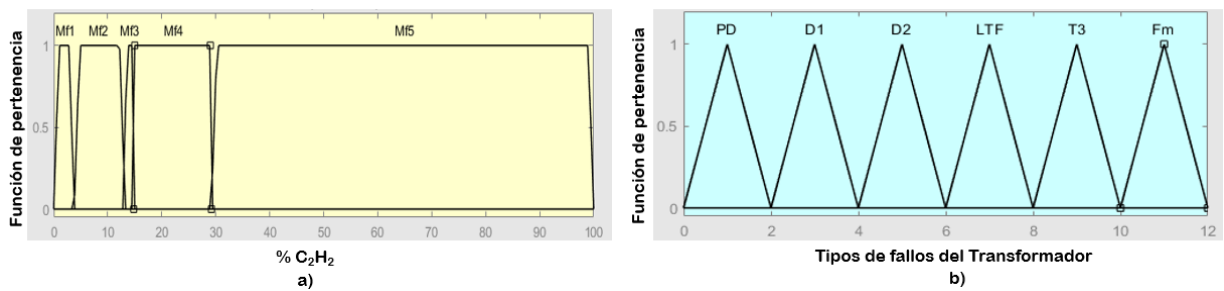 Mf1 Mf2 Mf3 Mf4 Mf5
Función de pertenencia
1
0.5
0
0 10 20 30 40 50 60 70 80 90 100
% C₂H₂
a)
PD D1 D2 LTF T3 Fm
Función de pertenencia
1
0.5
0
0 2 4 6 8 10 12
Tipos de fallos del Transformador
b)